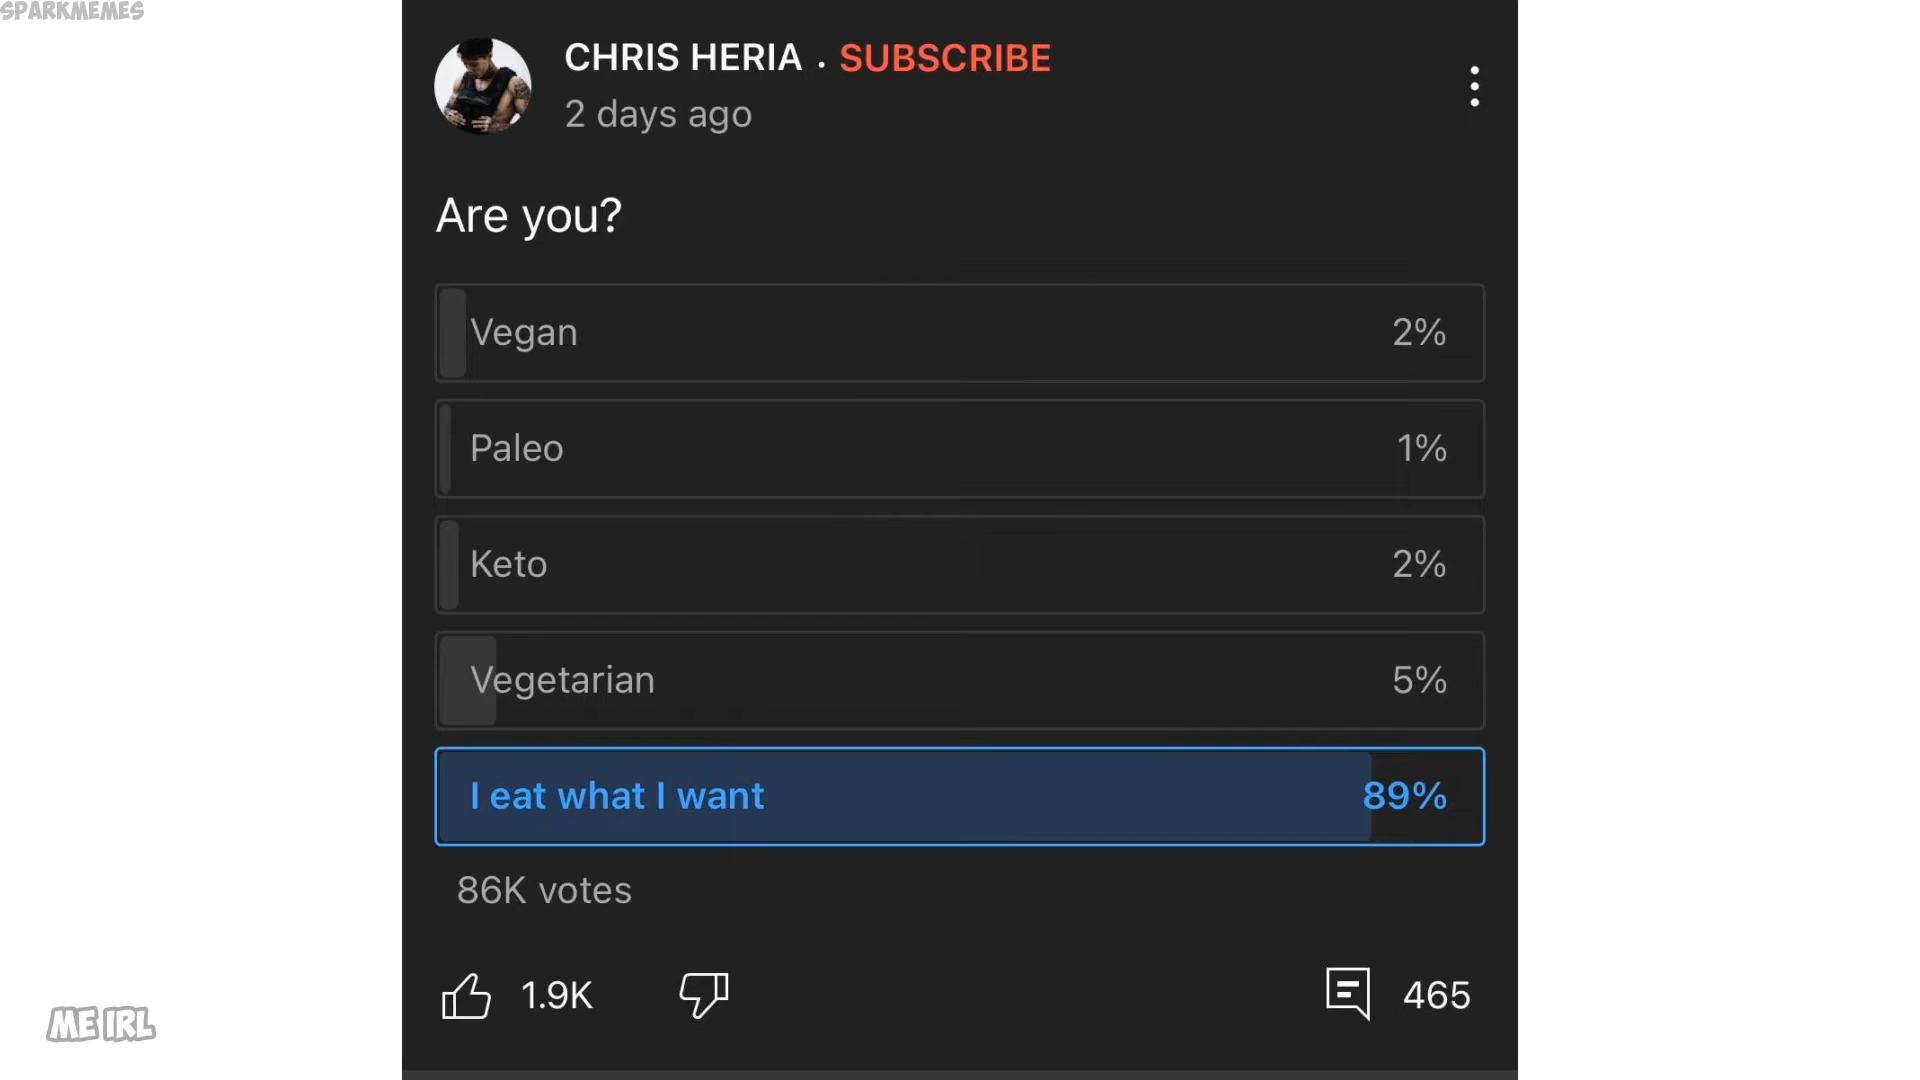 SPARKMEMES
CHRIS HERIA · SUBSCRIBE
2 days ago
Are you?
Vegan 2%
Paleo 1%
Keto 2%
Vegetarian 5%
I eat what I want 89%
86K votes
1.9K 465
ME IRL